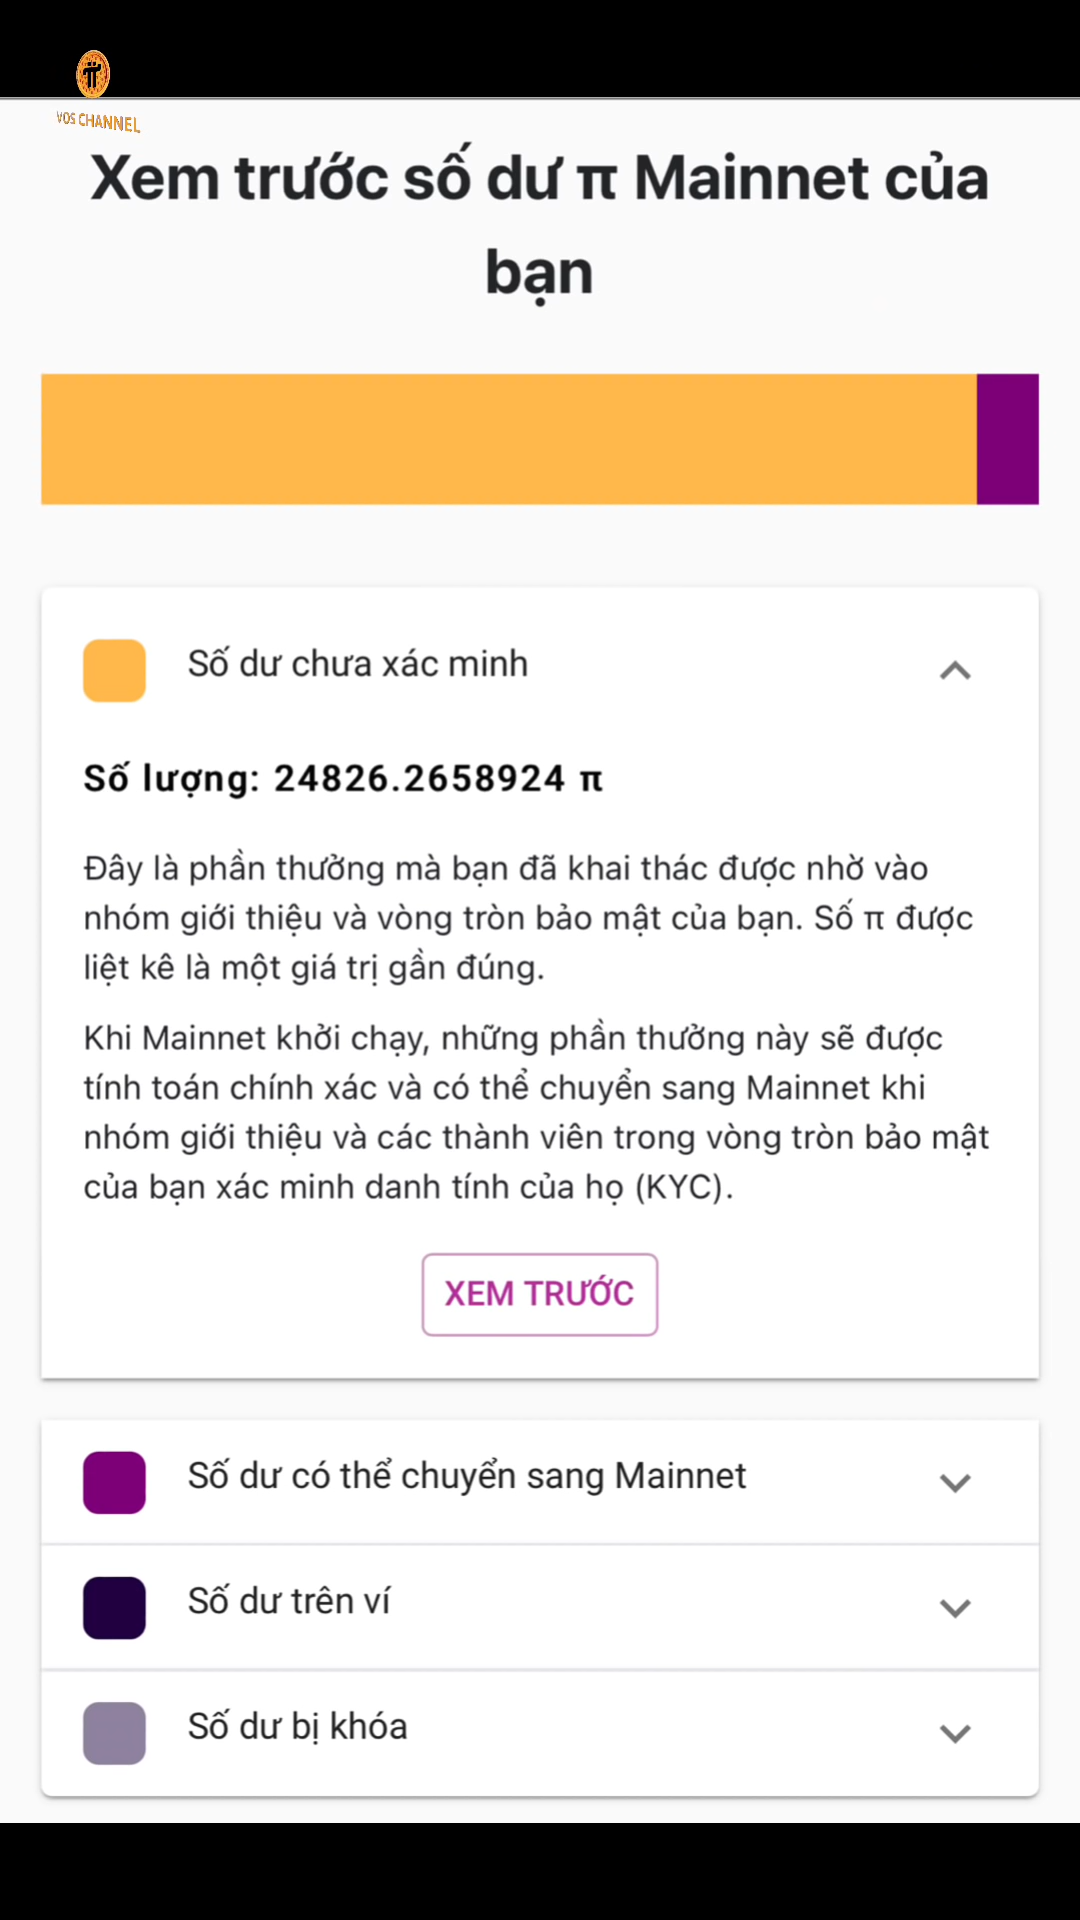 VOS CHANNEL
Xem trước số dư π Mainnet của
bạn
Số dư chưa xác minh
Số lượng: 24826.2658924 π
Đây là phần thưởng mà bạn đã khai thác được nhờ vào
nhóm giới thiệu và vòng tròn bảo mật của bạn. Số π được
liệt kê là một giá trị gần đúng.
Khi Mainnet khởi chạy, những phần thưởng này sẽ được
tính toán chính xác và có thể chuyển sang Mainnet khi
nhóm giới thiệu và các thành viên trong vòng tròn bảo mật
của bạn xác minh danh tính của họ (KYC).
XEM TRƯỚC
Số dư có thể chuyển sang Mainnet
Số dư trên ví
Số dư bị khóa